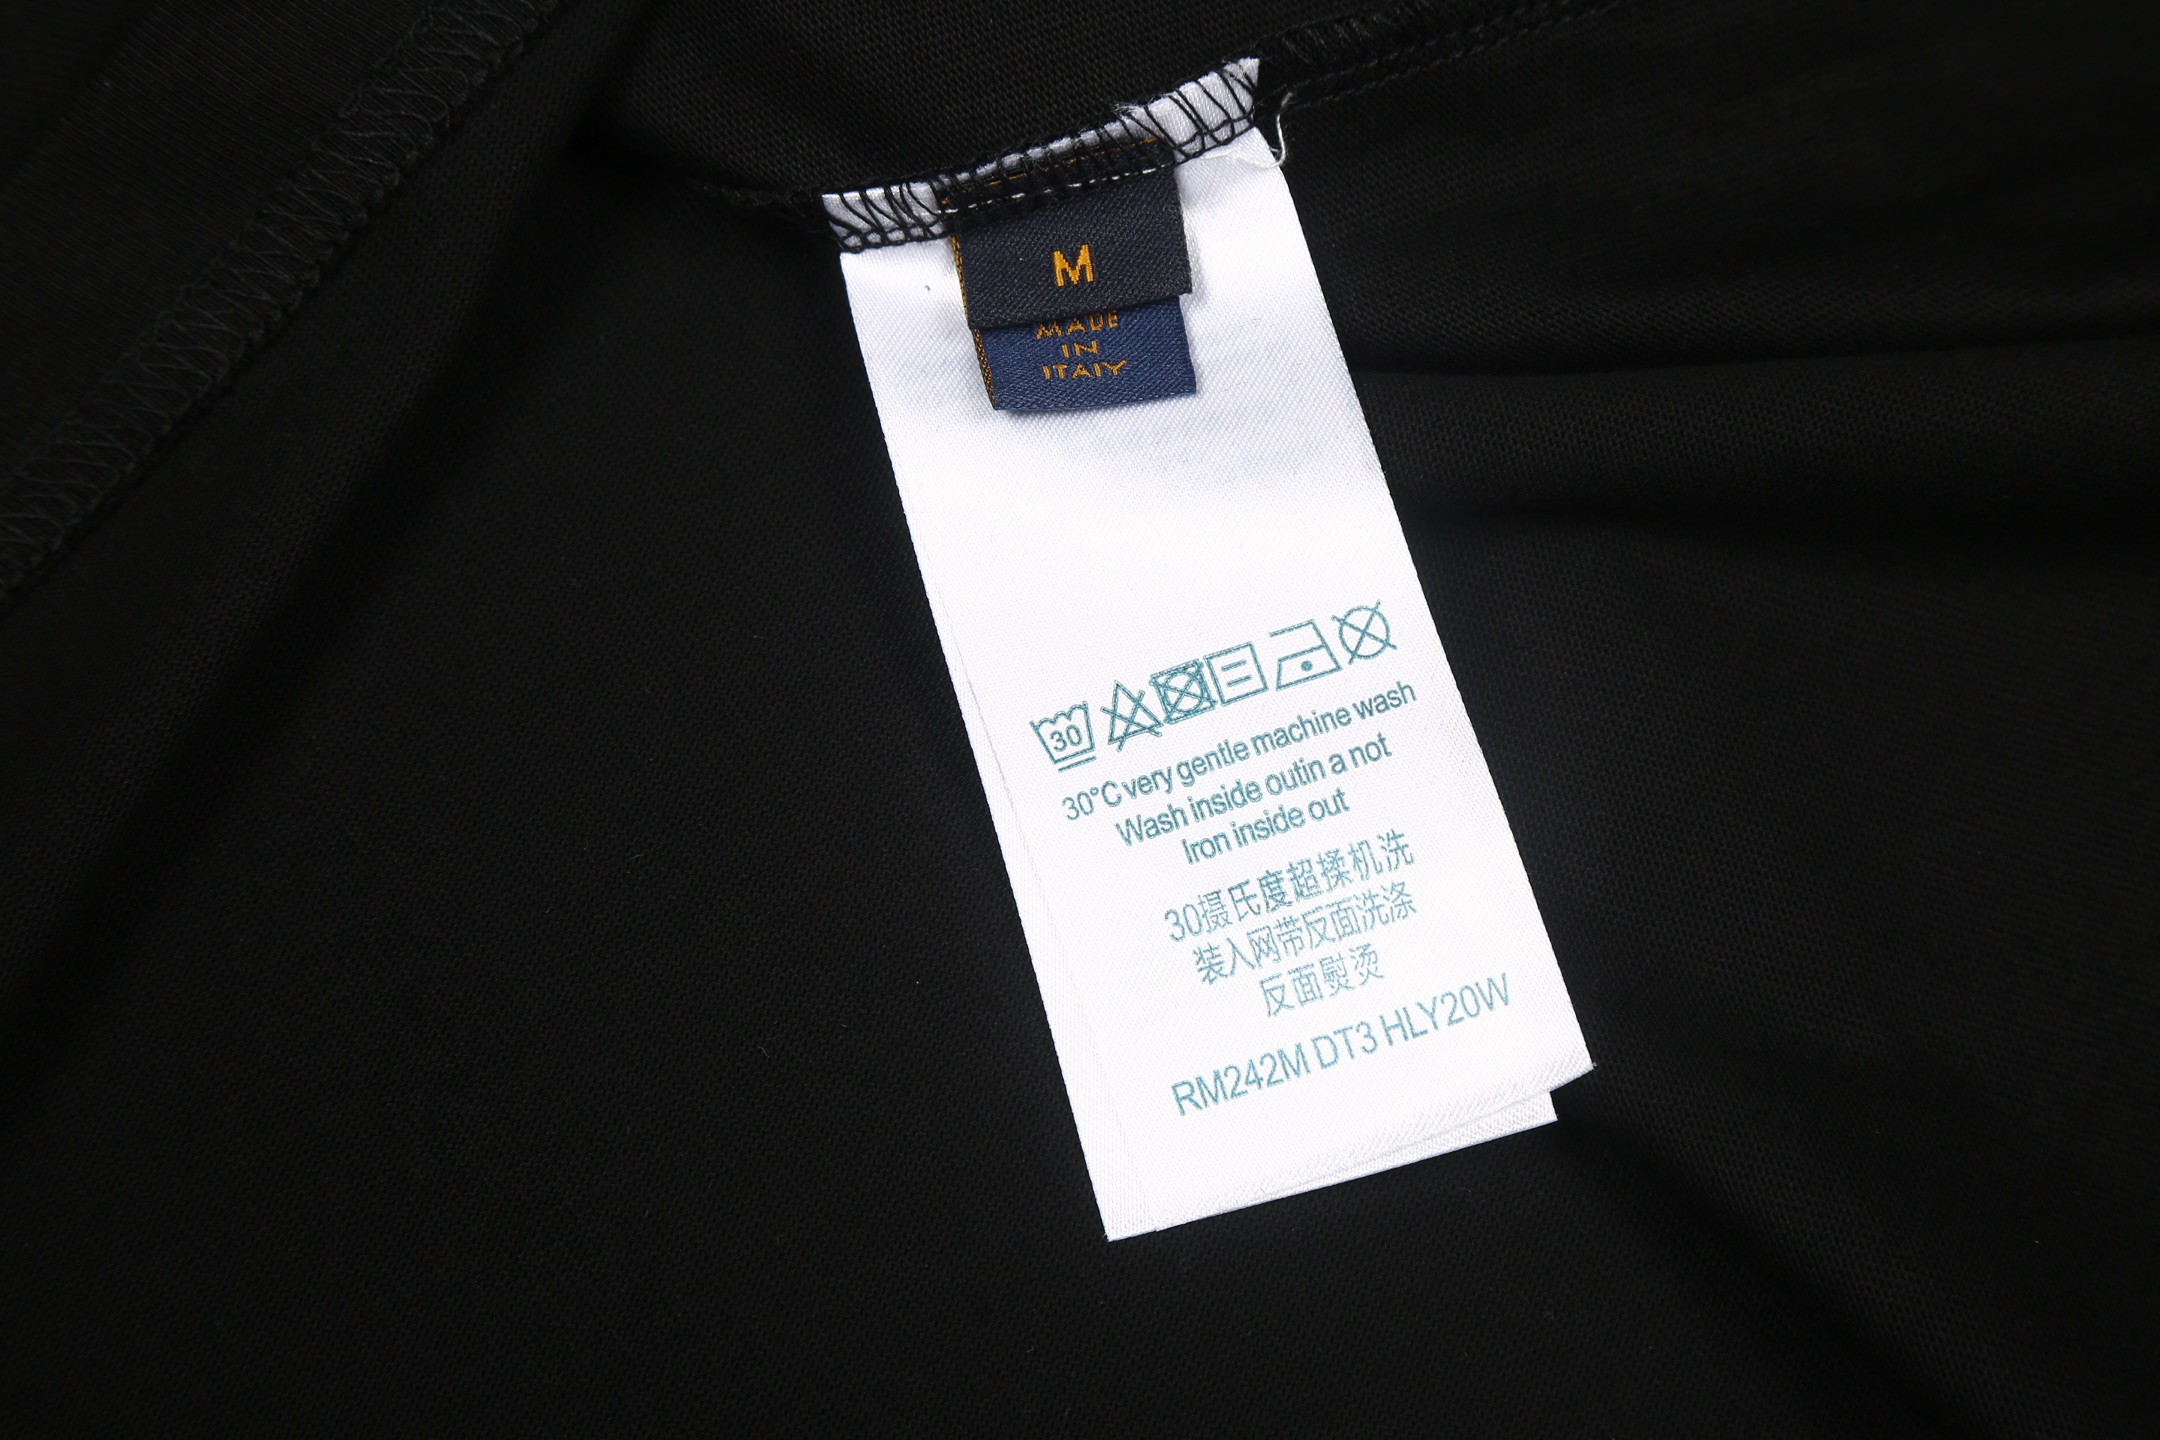 M
MADE
IN
ITAIY
30
30°C very gentle machine wash
Wash inside outin a not
Iron inside out
30摄氏度超揉机洗
装入网带反面洗涤
反面熨烫
RM242M DT3 HLY20W